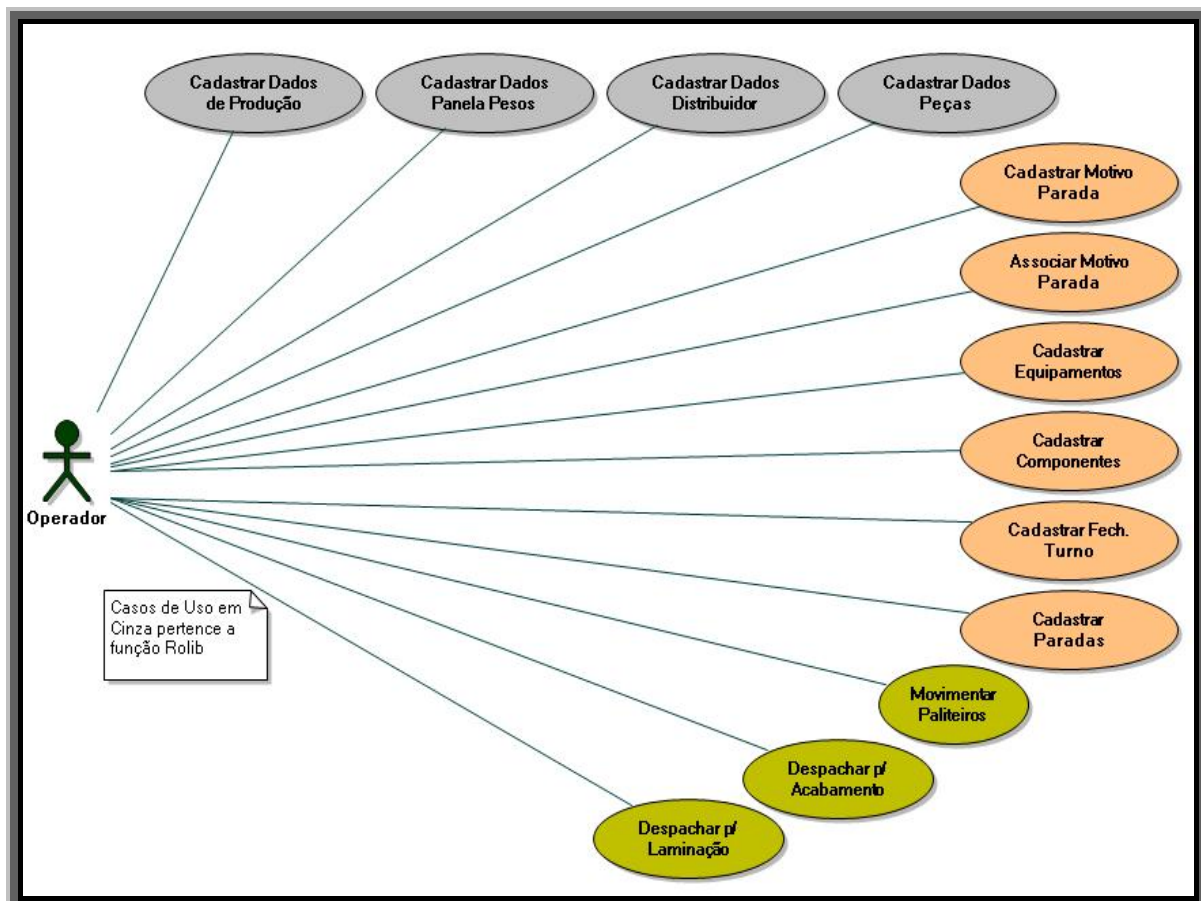 Cadastrar Dados
de Produção
Cadastrar Dados
Panela Pesos
Cadastrar Dados
Distribuidor
Cadastrar Dados
Peças
Cadastrar Motivo
Parada
Associar Motivo
Parada
Cadastrar
Equipamentos
Cadastrar
Componentes
Cadastrar Fech.
Turno
Cadastrar
Paradas
Movimentar
Paliteiros
Despachar p/
Acabamento
Despachar p/
Laminação
Operador
Casos de Uso em
Cinza pertence a
função Rolib